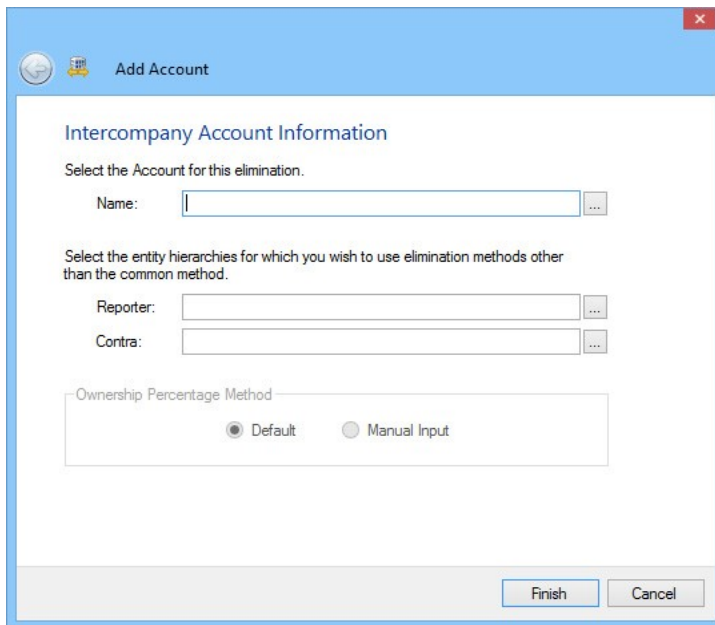 Add Account
Intercompany Account Information
Select the Account for this elimination.
Name:
...
Select the entity hierarchies for which you wish to use elimination methods other
than the common method.
Reporter:
...
Contra:
...
Ownership Percentage Method
Default Manual Input
Finish Cancel